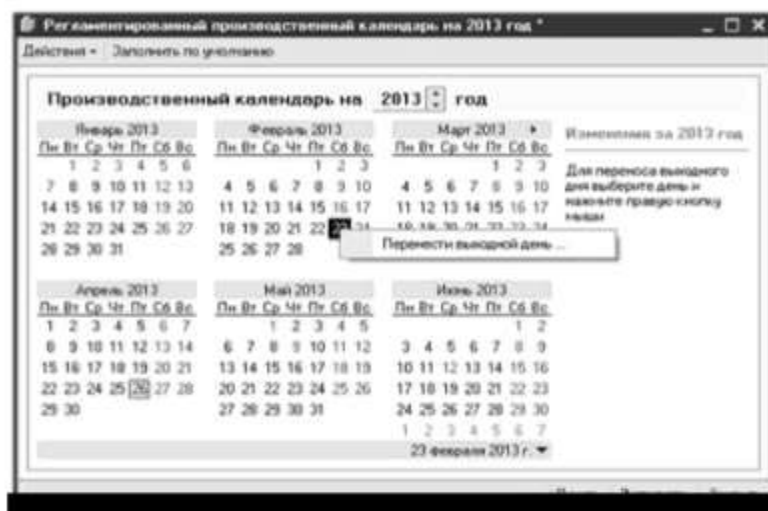 Регламентированный производственный календарь на 2013 год *
Действия Заполнить по умолчанию
Производственный календарь на 2013 год
Январь 2013 Февраль 2013 Март 2013
Пн Вт Ср Чт Пт Сб Вс Пн Вт Ср Чт Пт Сб Вс Пн Вт Ср Чт Пт Сб Вс
1 2 3 4 5 6 1 2 3 1 2 3
7 8 9 10 11 12 13 4 5 6 7 8 9 10 4 5 6 7 8 9 10
14 15 16 17 18 19 20 11 12 13 14 15 16 17 11 12 13 14 15 16 17
21 22 23 24 25 26 27 18 19 20 21 22 23 24 18 19 20 21 22 23 24
28 29 30 31 25 26 27 28
Перенести выходной день ...
Изменения за 2013 год
Для переноса выходного
дня выберите день и
нажмите правую кнопку
мыши
Апрель 2013 Май 2013 Июнь 2013
Пн Вт Ср Чт Пт Сб Вс Пн Вт Ср Чт Пт Сб Вс Пн Вт Ср Чт Пт Сб Вс
1 2 3 4 5 6 7 1 2 3 4 5 1 2
8 9 10 11 12 13 14 6 7 8 9 10 11 12 3 4 5 6 7 8 9
15 16 17 18 19 20 21 13 14 15 16 17 18 19 10 11 12 13 14 15 16
22 23 24 25 26 27 28 20 21 22 23 24 25 26 17 18 19 20 21 22 23
29 30 27 28 29 30 31 24 25 26 27 28 29 30
1 2 3 4 5 6 7
23 февраля 2013 г.